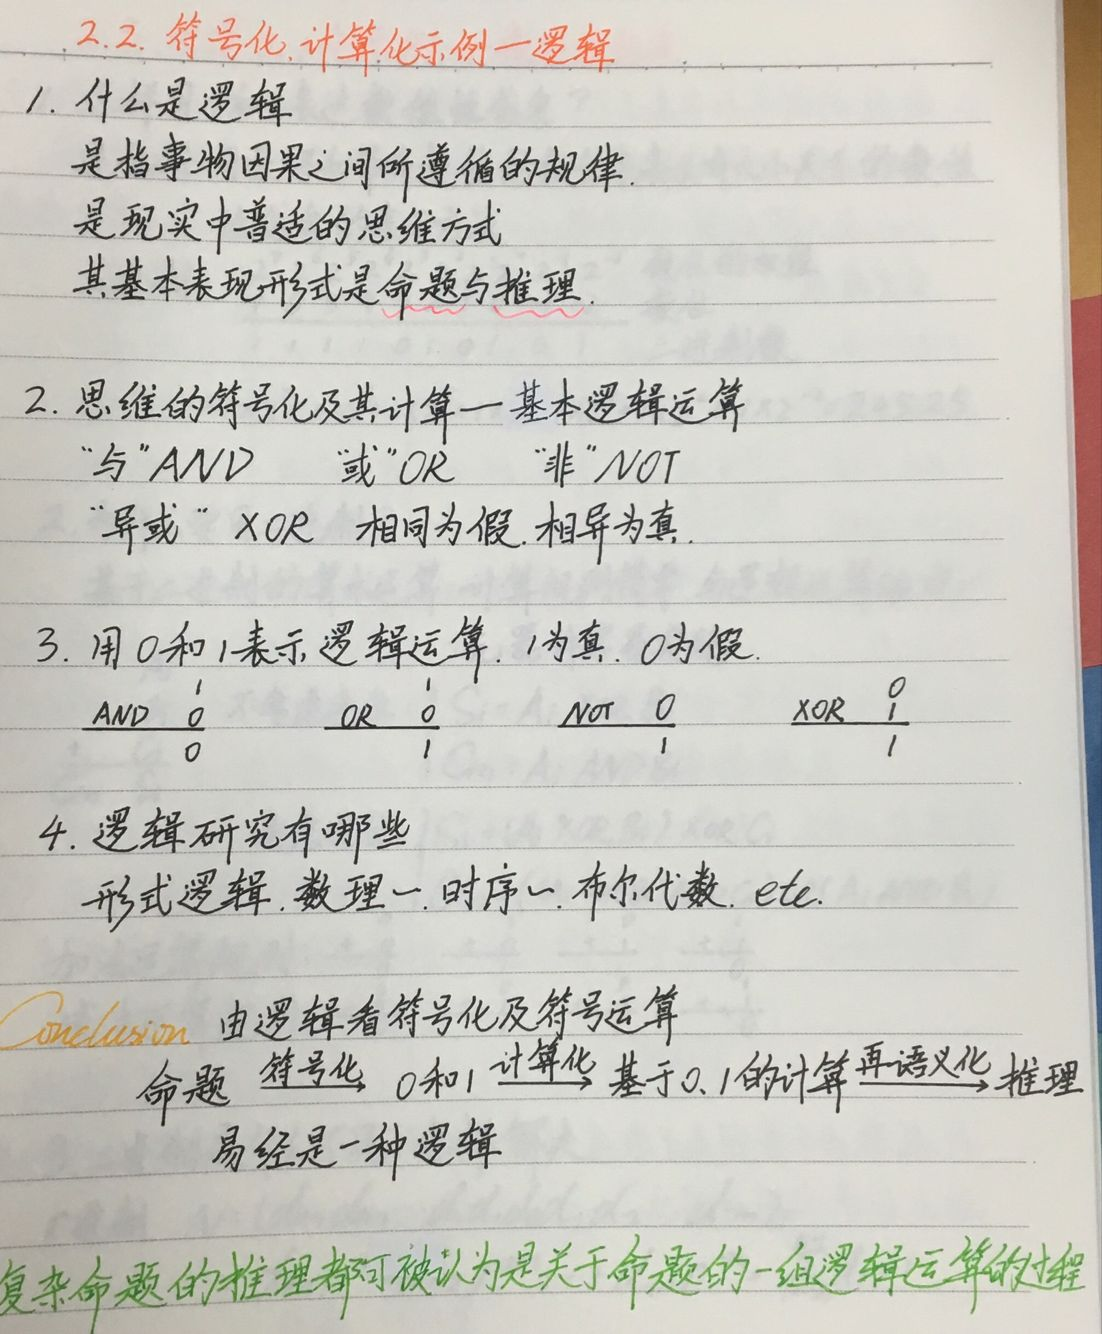 2.2. 符号化.计算化示例一逻辑
1. 什么是逻辑
是指事物因果之间所遵循的规律.
是现实中普适的思维方式
其基本表现形式是命题与推理.
2. 思维的符号化及其计算一基本逻辑运算
"与"AND "或"OR "非"NOT
"异或" XOR 相同为假.相异为真.
3. 用0和1表示逻辑运算. 1为真. 0为假.
1 1 0
AND 0 OR 0 NOT 0 XOR 1
0 1 1 1
4. 逻辑研究有哪些
形式逻辑.数理~.时序~.布尔代数. etc.
Conclusion 由逻辑看符号化及符号运算
命题 符号化→ 0和1 计算化→ 基于0.1的计算 再语义化→ 推理
易经是一种逻辑
复杂命题的推理都可被认为是关于命题的一组逻辑运算的过程